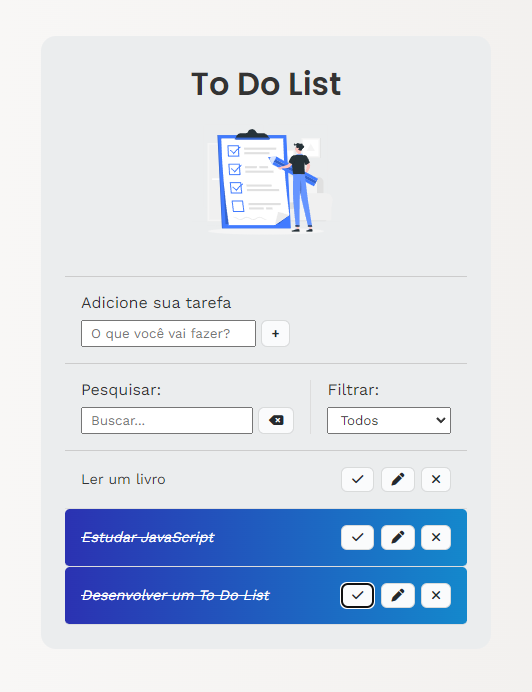 To Do List
Adicione sua tarefa
O que você vai fazer?
+
Pesquisar:
Filtrar:
Buscar...
Todos
Ler um livro
Estudar JavaScript
Desenvolver um To Do List